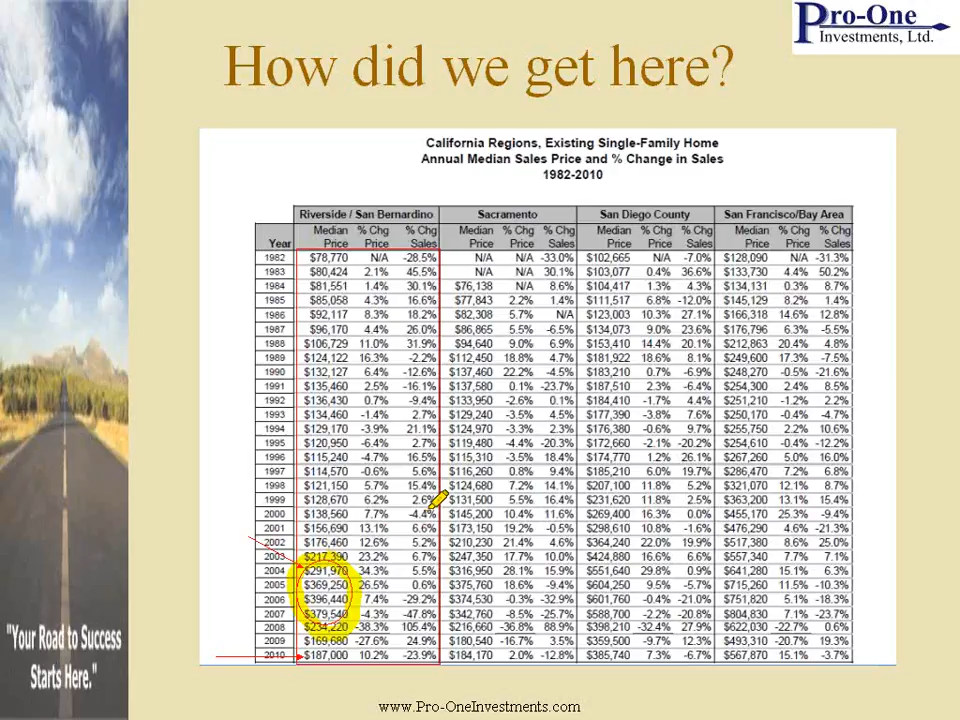 Pro-One
Investments, Ltd.
How did we get here?
California Regions, Existing Single-Family Home
Annual Median Sales Price and % Change in Sales
1982-2010
Riverside / San Bernardino Sacramento San Diego County San Francisco/Bay Area
Median % Chg % Chg Median % Chg % Chg Median % Chg % Chg Median % Chg % Chg
Year Price Price Sales Price Price Sales Price Price Sales Price Price Sales
1982 $78,770 N/A -28.5% N/A N/A -33.0% $102,665 N/A -7.0% $128,090 N/A -31.3%
1983 $80,424 2.1% 45.5% N/A N/A 30.1% $103,077 0.4% 36.6% $133,730 4.4% 50.2%
1984 $81,551 1.4% 30.1% $76,138 N/A 8.6% $104,417 1.3% 4.3% $134,131 0.3% 8.7%
1985 $85,058 4.3% 16.6% $77,843 2.2% 1.4% $111,517 6.8% -12.0% $145,129 8.2% 1.4%
1986 $92,117 8.3% 18.2% $82,308 5.7% N/A $123,003 10.3% 27.1% $166,318 14.6% 12.8%
1987 $96,170 4.4% 26.0% $86,865 5.5% -6.5% $134,073 9.0% 23.6% $176,796 6.3% -5.5%
1988 $106,729 11.0% 31.9% $94,640 9.0% 6.9% $153,410 14.4% 20.1% $212,863 20.4% 4.8%
1989 $124,122 16.3% -2.2% $112,450 18.8% 4.7% $181,922 18.6% 8.1% $249,600 17.3% -7.5%
1990 $132,127 6.4% -12.6% $137,460 22.2% -4.5% $183,210 0.7% -6.9% $248,270 -0.5% -21.6%
1991 $135,460 2.5% -16.1% $137,580 0.1% -23.7% $187,510 2.3% -6.4% $254,300 2.4% 8.5%
1992 $136,430 0.7% -9.4% $133,950 -2.6% 0.1% $184,410 -1.7% 4.4% $251,210 -1.2% 2.2%
1993 $134,460 -1.4% 2.7% $129,240 -3.5% 4.5% $177,390 -3.8% 7.6% $250,170 -0.4% -4.7%
1994 $129,170 -3.9% 21.1% $124,970 -3.3% 2.3% $176,380 -0.6% 9.7% $255,750 2.2% 10.6%
1995 $120,950 -6.4% 2.7% $119,480 -4.4% -20.3% $172,660 -2.1% -20.2% $254,610 -0.4% -12.2%
1996 $115,240 -4.7% 16.5% $115,310 -3.5% 18.4% $174,770 1.2% 26.1% $267,260 5.0% 16.0%
1997 $114,570 -0.6% 5.6% $116,260 0.8% 9.4% $185,210 6.0% 19.7% $286,470 7.2% 6.8%
1998 $121,150 5.7% 15.4% $124,680 7.2% 14.1% $207,100 11.8% 5.2% $321,070 12.1% 8.7%
1999 $128,670 6.2% 2.6% $131,500 5.5% 16.4% $231,620 11.8% 2.5% $363,200 13.1% 15.4%
2000 $138,560 7.7% -4.4% $145,200 10.4% 11.6% $269,400 16.3% 0.0% $455,170 25.3% -9.4%
2001 $156,690 13.1% 6.6% $173,150 19.2% -0.5% $298,610 10.8% -1.6% $476,290 4.6% -21.3%
2002 $176,460 12.6% 5.2% $210,230 21.4% 4.6% $364,240 22.0% 19.9% $517,380 8.6% 25.0%
2003 $217,390 23.2% 6.7% $247,350 17.7% 10.0% $424,880 16.6% 6.6% $557,340 7.7% 7.1%
2004 $291,970 34.3% 5.5% $316,950 28.1% 15.9% $551,640 29.8% 0.9% $641,280 15.1% 6.3%
2005 $369,250 26.5% 0.6% $375,760 18.6% -9.4% $604,250 9.5% -5.7% $715,260 11.5% -10.3%
2006 $396,440 7.4% -29.2% $374,530 -0.3% -32.9% $601,760 -0.4% -21.0% $751,820 5.1% -18.3%
2007 $379,540 -4.3% -47.8% $342,760 -8.5% -25.7% $588,700 -2.2% -20.8% $804,830 7.1% -23.7%
2008 $234,220 -38.3% 105.4% $216,660 -36.8% 88.9% $398,210 -32.4% 27.9% $622,030 -22.7% 0.6%
2009 $169,680 -27.6% 24.9% $180,540 -16.7% 3.5% $359,500 -9.7% 12.3% $493,310 -20.7% 19.3%
2010 $187,000 10.2% -23.9% $184,170 2.0% -12.8% $385,740 7.3% -6.7% $567,870 15.1% -3.7%
"Your Road to Success
Starts Here."
www.Pro-OneInvestments.com